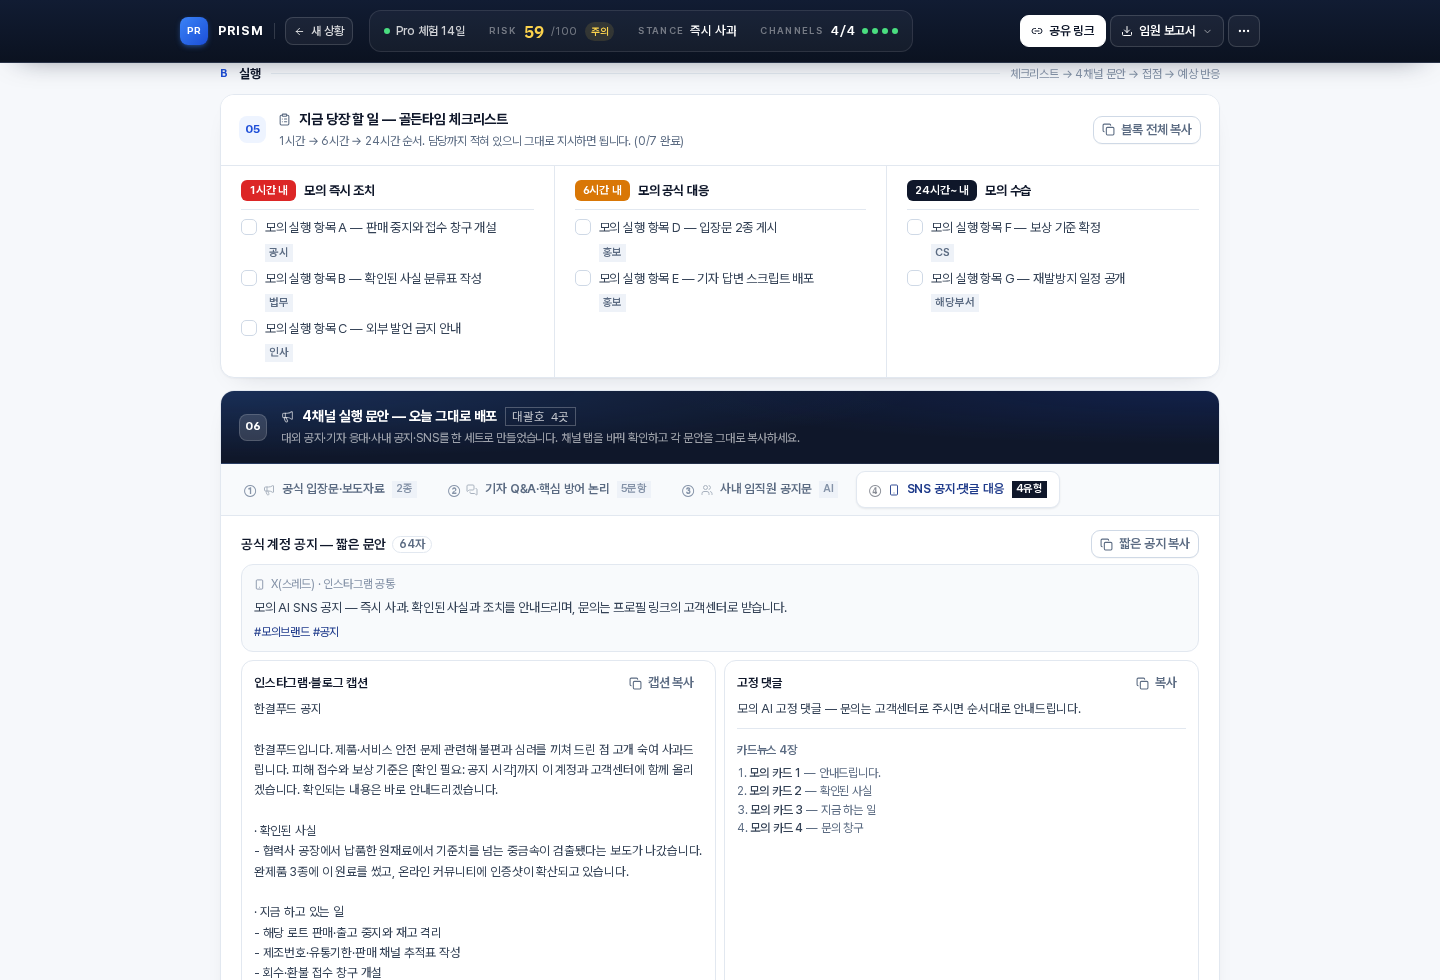 PR PRISM 새 상황 Pro 체험 14일 RISK 59 /100 주의 STANCE 즉시 사과 CHANNELS 4/4 공유 링크 임원 보고서
B 실행 체크리스트 → 4채널 문안 → 접점 → 예상 반응
05 지금 당장 할 일 — 골든타임 체크리스트
1시간 → 6시간 → 24시간 순서. 담당까지 적혀 있으니 그대로 지시하면 됩니다. (0/7 완료)
블록 전체 복사
1시간 내 모의 즉시 조치
모의 실행 항목 A — 판매 중지와 접수 창구 개설
공시
모의 실행 항목 B — 확인된 사실 분류표 작성
법무
모의 실행 항목 C — 외부 발언 금지 안내
인사
6시간 내 모의 공식 대응
모의 실행 항목 D — 입장문 2종 게시
홍보
모의 실행 항목 E — 기자 답변 스크립트 배포
홍보
24시간~ 내 모의 수습
모의 실행 항목 F — 보상 기준 확정
CS
모의 실행 항목 G — 재발방지 일정 공개
해당부서
06 4채널 실행 문안 — 오늘 그대로 배포 대괄호 4곳
대외 공지·기자 응대·사내 공지·SNS를 한 세트로 만들었습니다. 채널 탭을 바꿔 확인하고 각 문안을 그대로 복사하세요.
① 공식 입장문·보도자료 2종 ② 기자 Q&A·핵심 방어 논리 5문항 ③ 사내 임직원 공지문 AI ④ SNS 공지·댓글 대응 4유형
공식 계정 공지 — 짧은 문안 64자 짧은 공지 복사
X(스레드) · 인스타그램 공통
모의 AI SNS 공지 — 즉시 사과. 확인된 사실과 조치를 안내드리며, 문의는 프로필 링크의 고객센터로 받습니다.
#모의브랜드 #공지
인스타그램·블로그 캡션 캡션 복사
한결푸드 공지
한결푸드입니다. 제품·서비스 안전 문제 관련해 불편과 심려를 끼쳐 드린 점 고개 숙여 사과드
립니다. 피해 접수와 보상 기준은 [확인 필요: 공지 시각]까지 이 계정과 고객센터에 함께 올리
겠습니다. 확인되는 내용은 바로 안내드리겠습니다.
· 확인된 사실
- 협력사 공장에서 납품한 원재료에서 기준치를 넘는 중금속이 검출됐다는 보도가 나갔습니다.
완제품 3종에 이 원료를 썼고, 온라인 커뮤니티에 인증샷이 확산되고 있습니다.
· 지금 하고 있는 일
- 해당 로트 판매·출고 중지와 재고 격리
- 제조번호·유통기한·판매 채널 추적표 작성
- 회수·환불 접수 창구 개설
고정 댓글 복사
모의 AI 고정 댓글 — 문의는 고객센터로 주시면 순서대로 안내드립니다.
카드뉴스 4장
1. 모의 카드 1 — 안내드립니다.
2. 모의 카드 2 — 확인된 사실
3. 모의 카드 3 — 지금 하는 일
4. 모의 카드 4 — 문의 창구